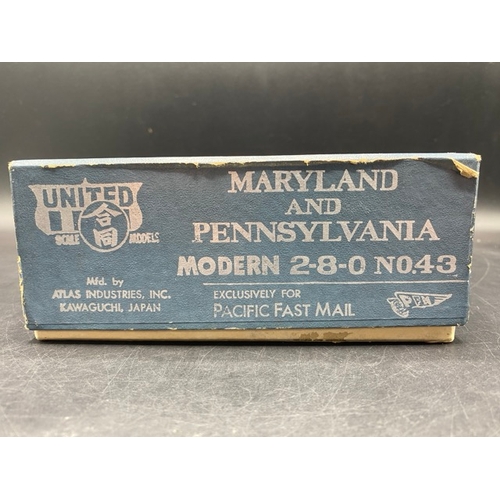 UNITED
合同
SCALE MODELS
Mfd. by
ATLAS INDUSTRIES, INC.
KAWAGUCHI, JAPAN
MARYLAND
AND
PENNSYLVANIA
MODERN 2-8-0 NO.43
EXCLUSIVELY FOR
PACIFIC FAST MAIL
PFM